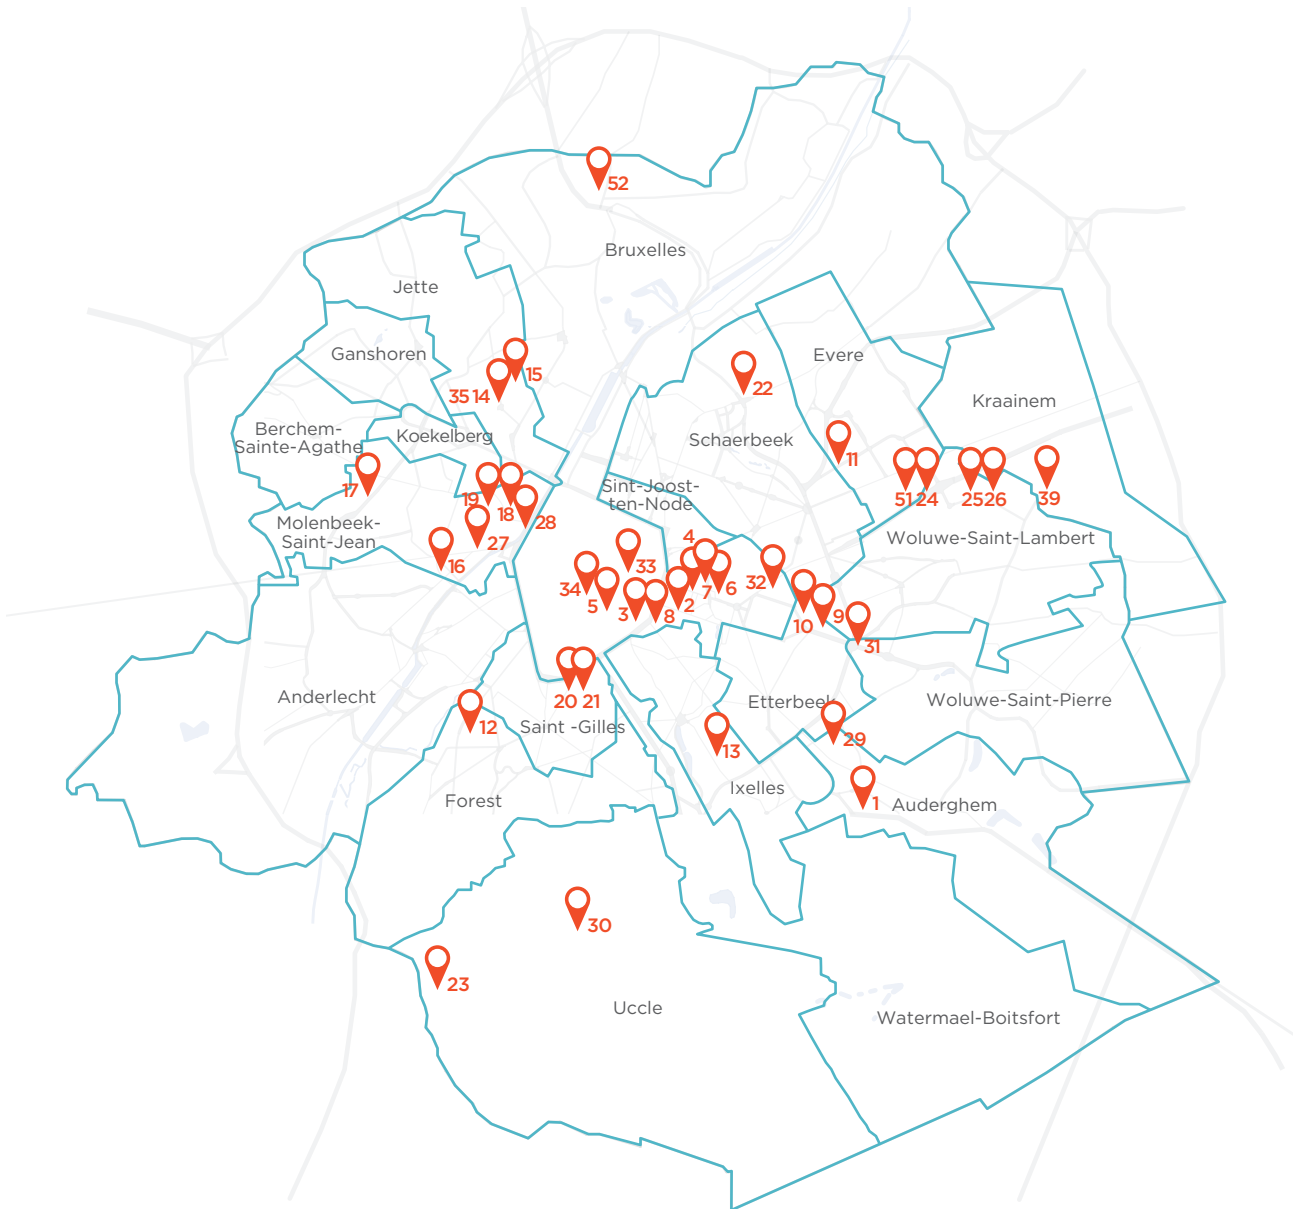 52
Bruxelles
Jette
Ganshoren
Evere
15
35 14
22
Kraainem
Berchem-
Sainte-Agathe
Koekelberg
Schaerbeek
11
17
19
18
28
Sint-Joost-
ten-Node
51 24
25 26
39
Molenbeek-
Saint-Jean
27
16
Woluwe-Saint-Lambert
4
33
34
5
3
8
2
7
6
32
10
9
31
Anderlecht
20 21
Etterbeek
Woluwe-Saint-Pierre
12
Saint -Gilles
13
29
Forest
Ixelles
1
Auderghem
30
23
Uccle
Watermael-Boitsfort